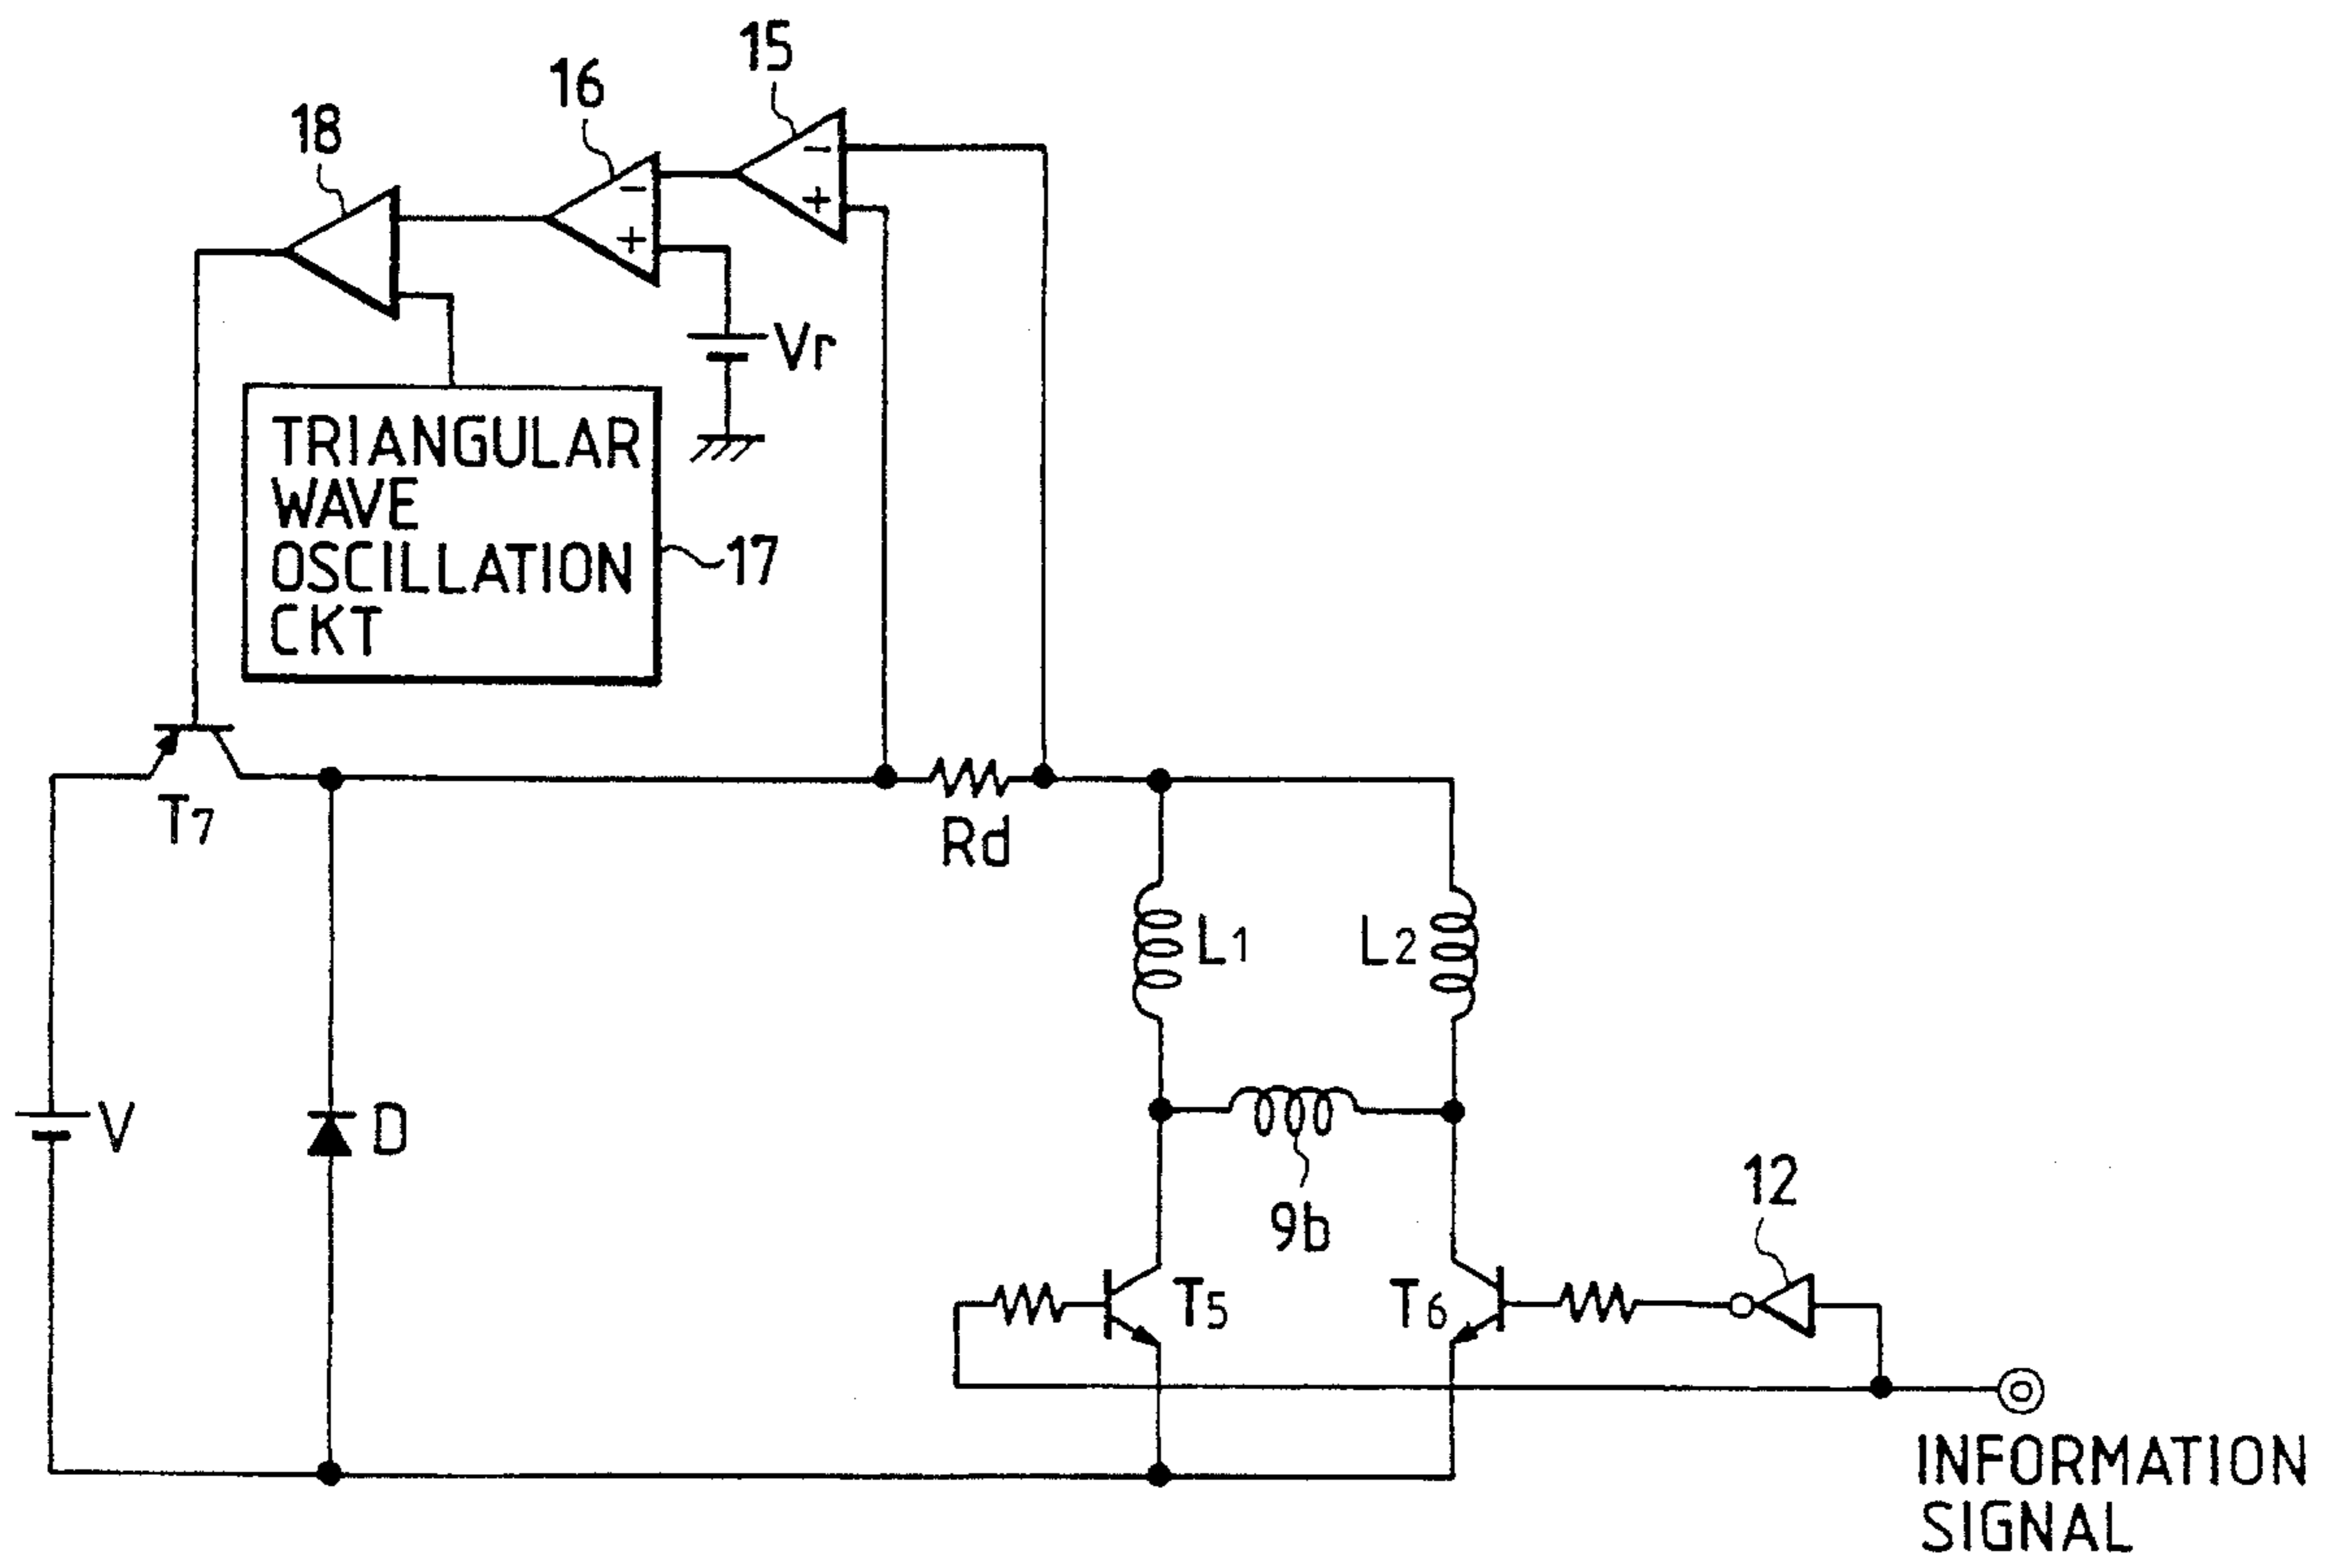 15
16
18
−
+
−
+
Vr
TRIANGULAR
WAVE
OSCILLATION
CKT
17
T7
Rd
L1
L2
V
D
9b
12
T5
T6
INFORMATION
SIGNAL